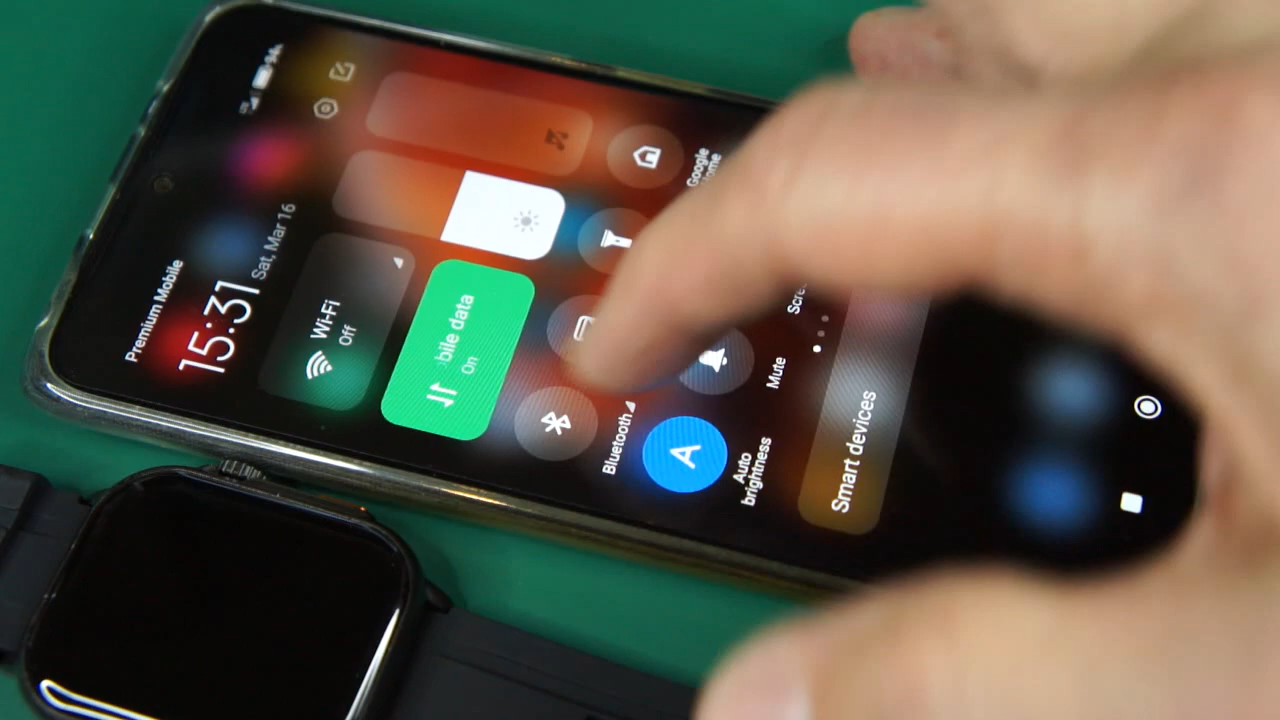 94%
Premium Mobile
15:31 Sat, Mar 16
Wi-Fi
Off
bile data
On
Bluetooth
A
Auto
brightness
Mute
Google
Home
Smart devices